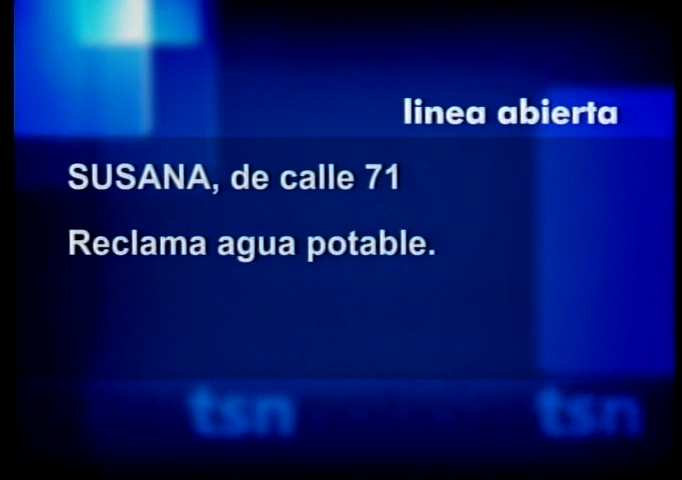 linea abierta
SUSANA, de calle 71
Reclama agua potable.
tsn tsn